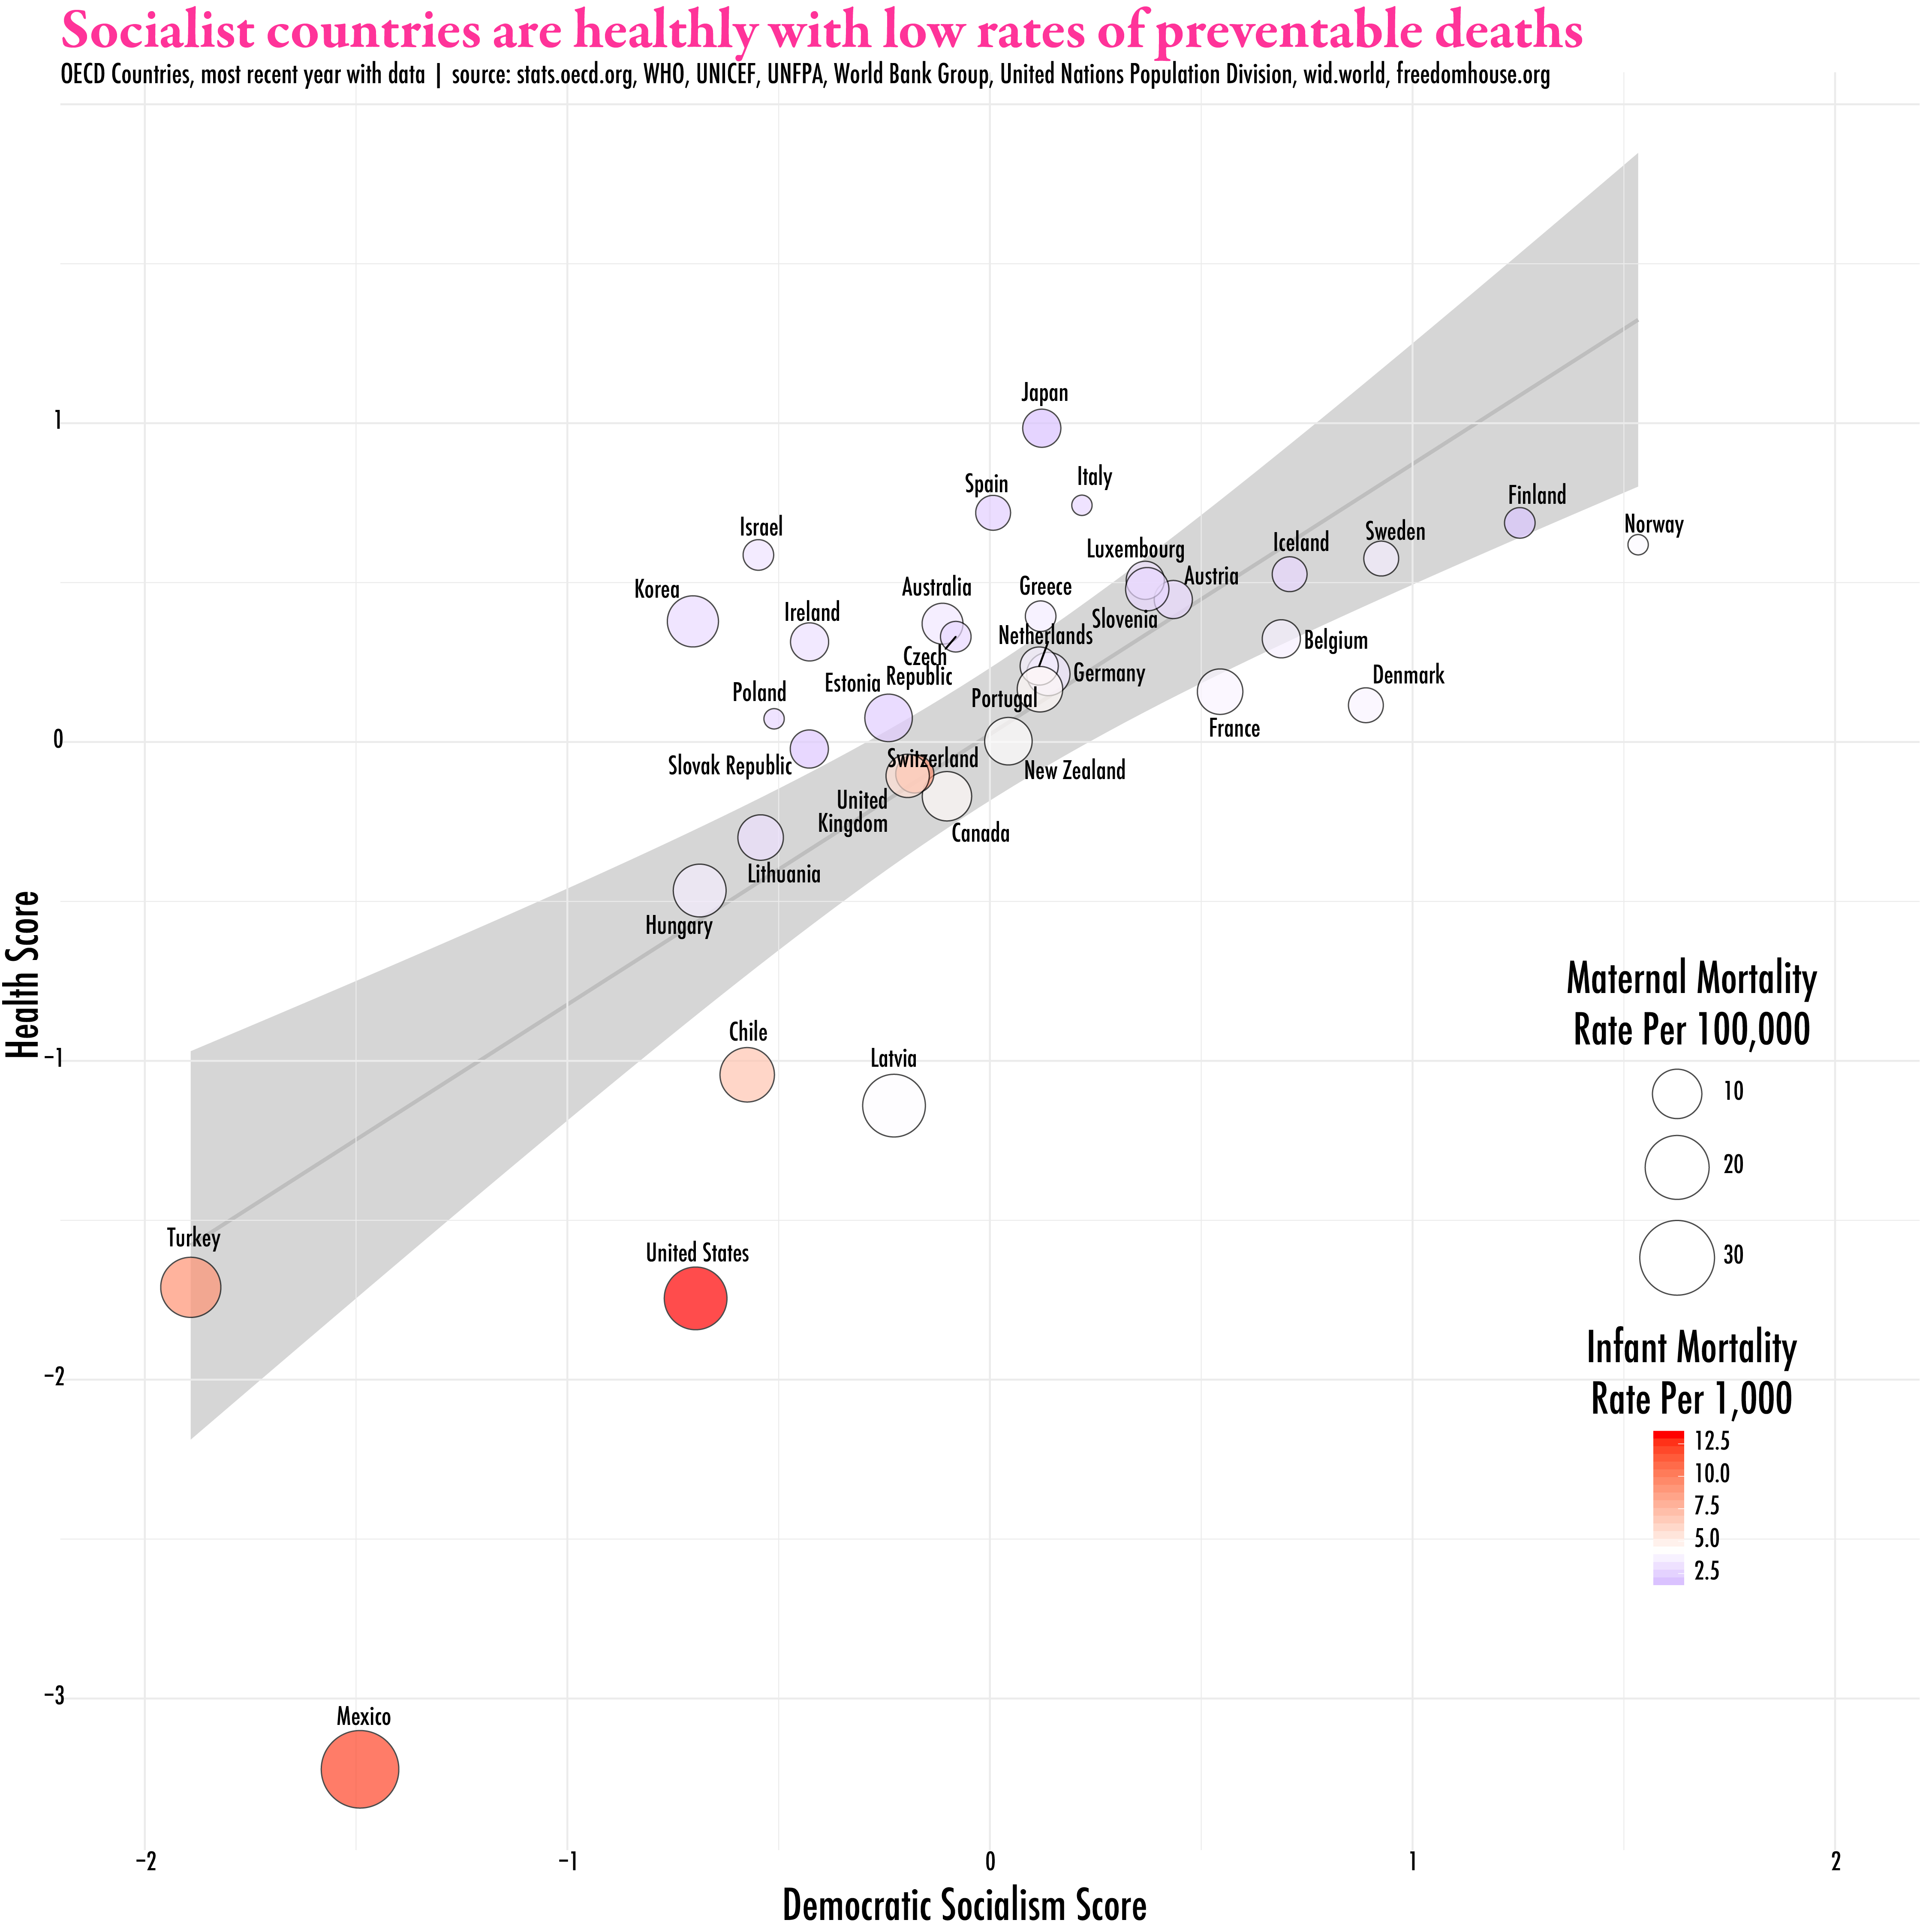 Socialist countries are healthly with low rates of preventable deaths
OECD Countries, most recent year with data | source: stats.oecd.org, WHO, UNICEF, UNFPA, World Bank Group, United Nations Population Division, wid.world, freedomhouse.org
Health Score
1
0
−1
−2
−3
Japan
Spain
Italy
Israel
Finland
Norway
Sweden
Iceland
Luxembourg
Austria
Korea
Australia
Greece
Ireland
Slovenia
Netherlands
Belgium
Czech
Republic
Germany
Denmark
Estonia
Poland
Portugal
France
Slovak Republic
Switzerland
New Zealand
United
Kingdom
Canada
Lithuania
Hungary
Chile
Latvia
Turkey
United States
Mexico
Maternal Mortality
Rate Per 100,000
10
20
30
Infant Mortality
Rate Per 1,000
12.5
10.0
7.5
5.0
2.5
−2
−1
0
1
2
Democratic Socialism Score